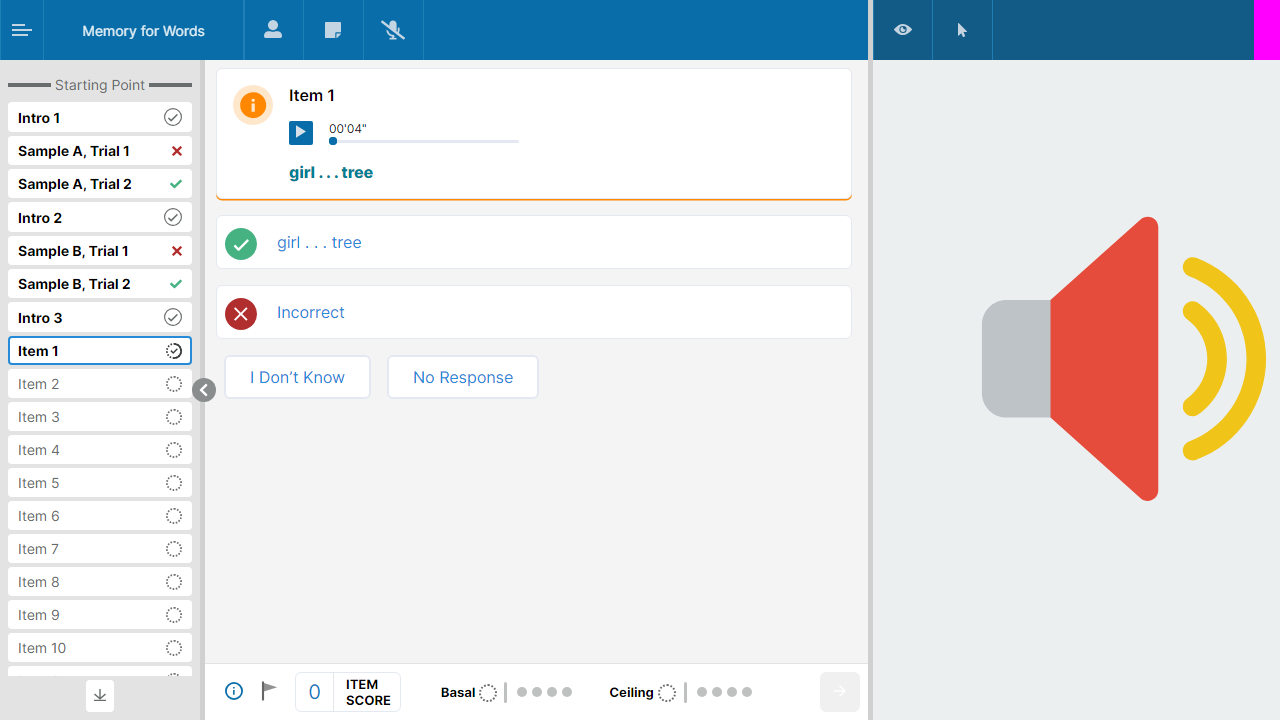 Memory for Words
Starting Point
Intro 1
Sample A, Trial 1
Sample A, Trial 2
Intro 2
Sample B, Trial 1
Sample B, Trial 2
Intro 3
Item 1
Item 2
Item 3
Item 4
Item 5
Item 6
Item 7
Item 8
Item 9
Item 10
Item 1
00'04"
girl . . . tree
girl . . . tree
Incorrect
I Don’t Know
No Response
0
ITEM
SCORE
Basal
Ceiling